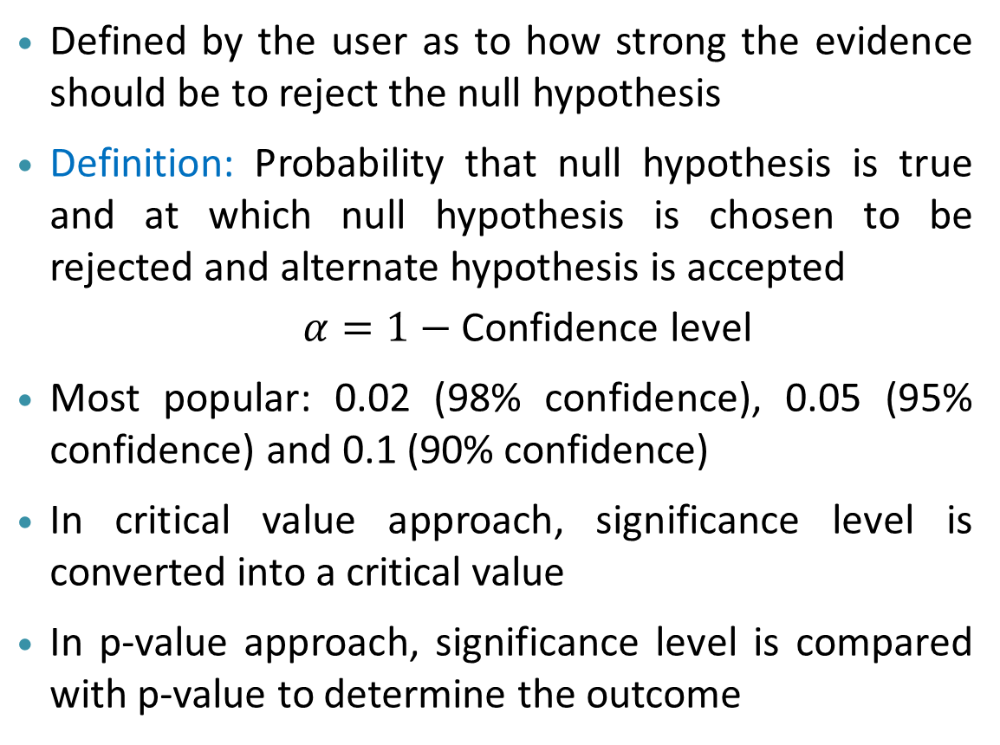 • Defined by the user as to how strong the evidence
should be to reject the null hypothesis
• Definition: Probability that null hypothesis is true
and at which null hypothesis is chosen to be
rejected and alternate hypothesis is accepted
𝛼 = 1 − Confidence level
• Most popular: 0.02 (98% confidence), 0.05 (95%
confidence) and 0.1 (90% confidence)
• In critical value approach, significance level is
converted into a critical value
• In p-value approach, significance level is compared
with p-value to determine the outcome